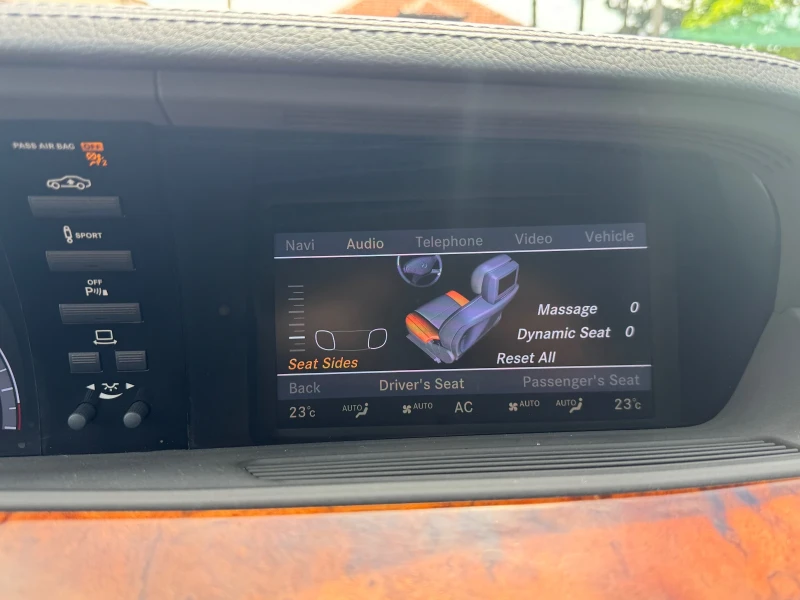 PASS AIR BAG OFF
SPORT
OFF
P
Navi Audio Telephone Video Vehicle
Massage 0
Dynamic Seat 0
Reset All
Seat Sides
Back Driver's Seat Passenger's Seat
23°C AUTO AUTO AC AUTO AUTO 23°C